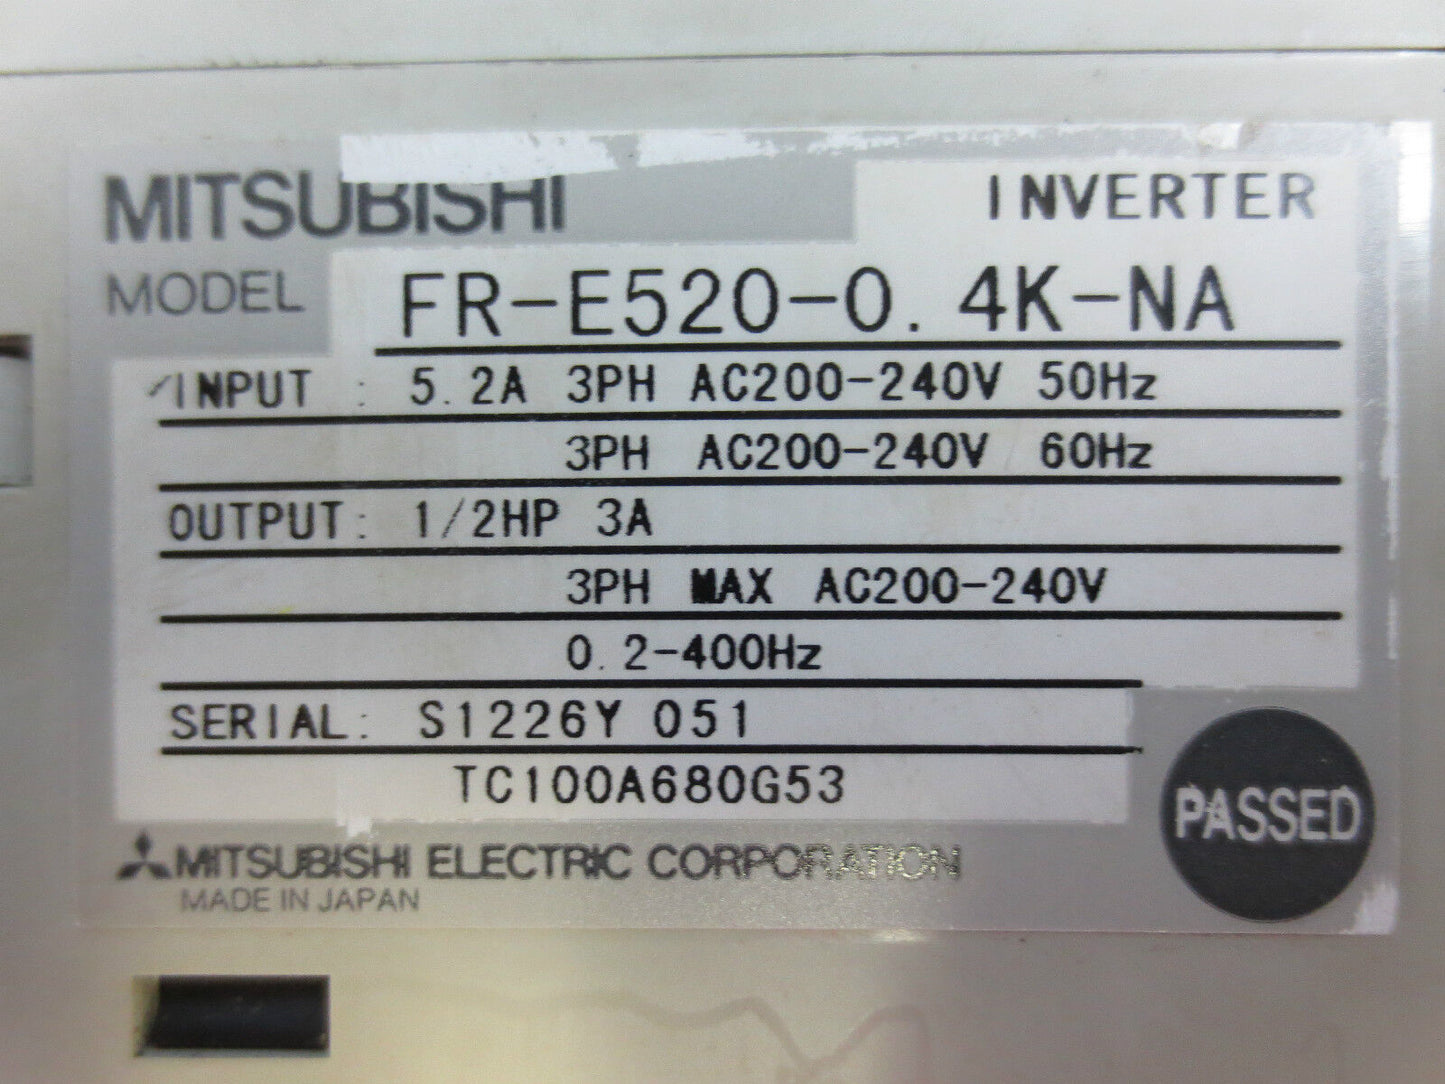 MITSUBISHI INVERTER
MODEL FR-E520-0.4K-NA
INPUT : 5.2A 3PH AC200-240V 50Hz
3PH AC200-240V 60Hz
OUTPUT: 1/2HP 3A
3PH MAX AC200-240V
0.2-400Hz
SERIAL: S1226Y 051
TC100A680G53
PASSED
MITSUBISHI ELECTRIC CORPORATION
MADE IN JAPAN